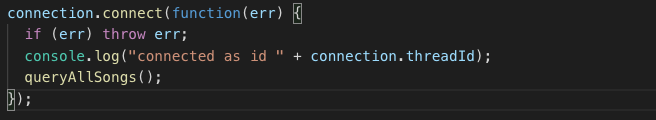 connection.connect(function(err) {
  if (err) throw err;
  console.log("connected as id " + connection.threadId);
  queryAllSongs();
});